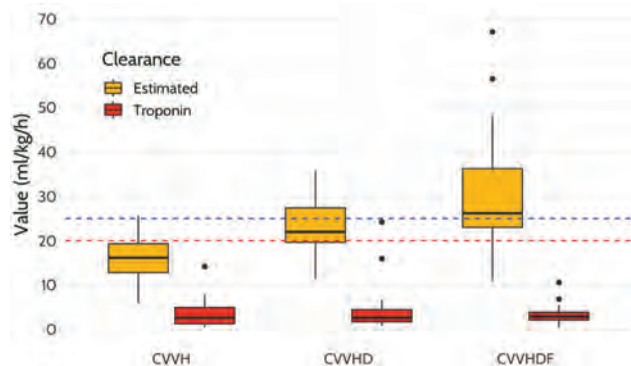 70
60
50
40
30
20
10
0
Value (ml/kg/h)
Clearance
Estimated
Troponin
CVVH
CVVHD
CVVHDF